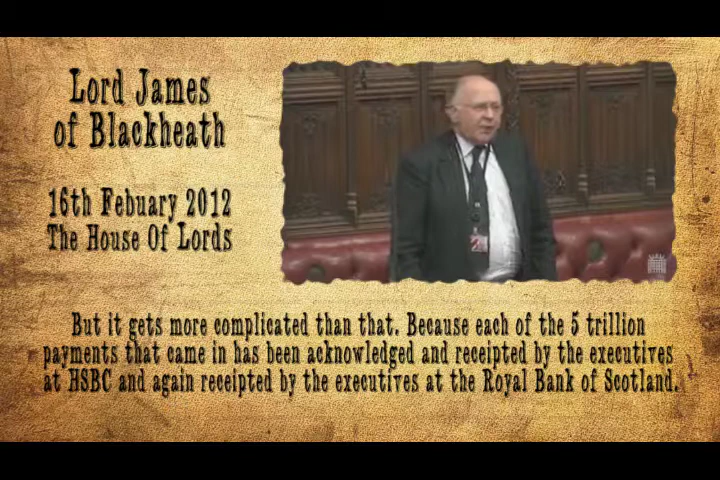 Lord James
of Blackheath
16th Febuary 2012
The House Of Lords
But it gets more complicated than that. Because each of the 5 trillion
payments that came in has been acknowledged and receipted by the executives
at HSBC and again receipted by the executives at the Royal Bank of Scotland.